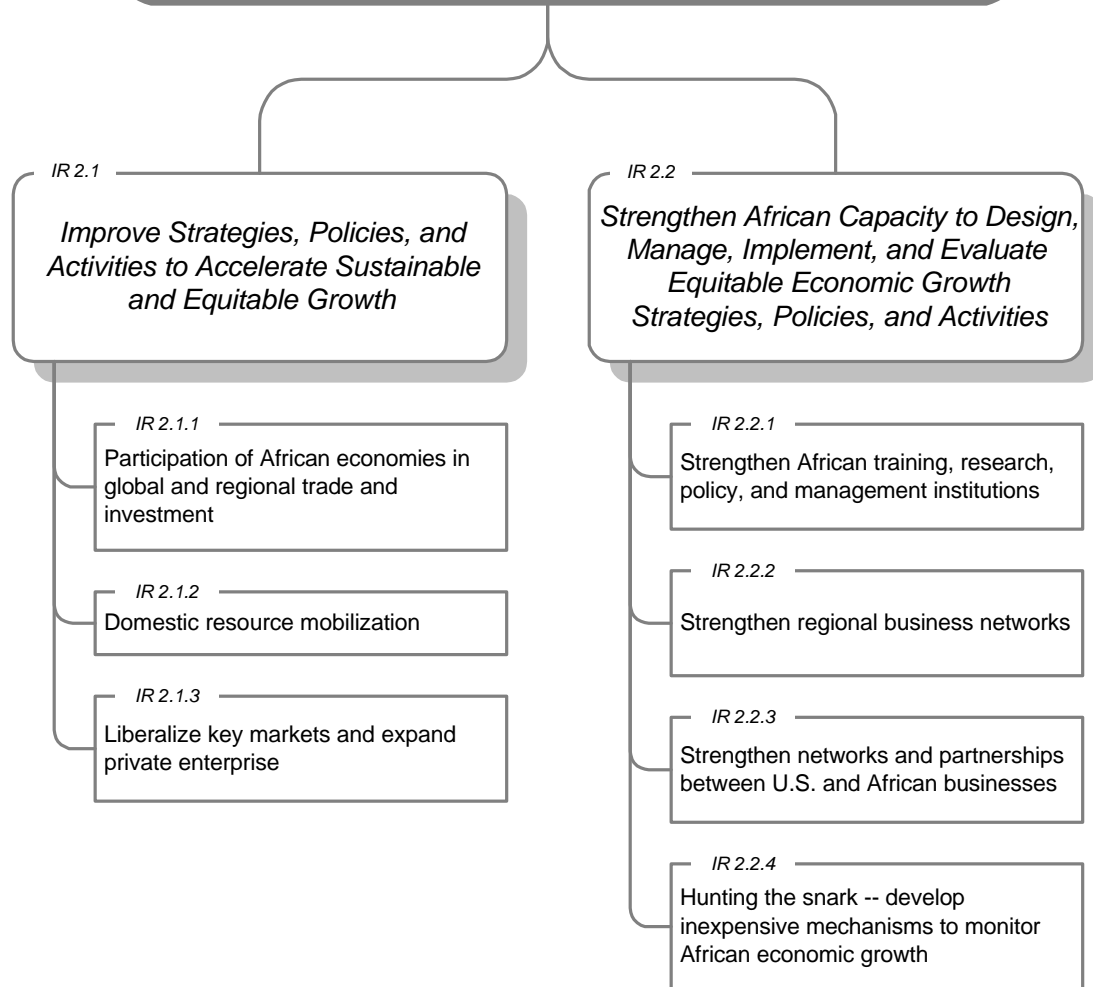 IR 2.1
Improve Strategies, Policies, and
Activities to Accelerate Sustainable
and Equitable Growth
IR 2.1.1
Participation of African economies in
global and regional trade and
investment
IR 2.1.2
Domestic resource mobilization
IR 2.1.3
Liberalize key markets and expand
private enterprise
IR 2.2
Strengthen African Capacity to Design,
Manage, Implement, and Evaluate
Equitable Economic Growth
Strategies, Policies, and Activities
IR 2.2.1
Strengthen African training, research,
policy, and management institutions
IR 2.2.2
Strengthen regional business networks
IR 2.2.3
Strengthen networks and partnerships
between U.S. and African businesses
IR 2.2.4
Hunting the snark -- develop
inexpensive mechanisms to monitor
African economic growth